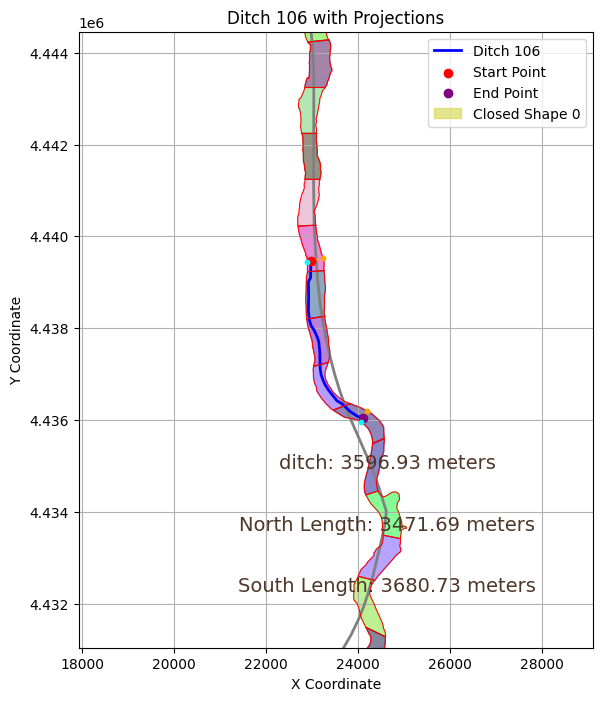 Ditch 106 with Projections
1e6
Ditch 106
Start Point
End Point
Closed Shape 0
4.444
4.442
4.440
4.438
4.436
4.434
4.432
Y Coordinate
ditch: 3596.93 meters
North Length: 3471.69 meters
South Length: 3680.73 meters
18000 20000 22000 24000 26000 28000
X Coordinate